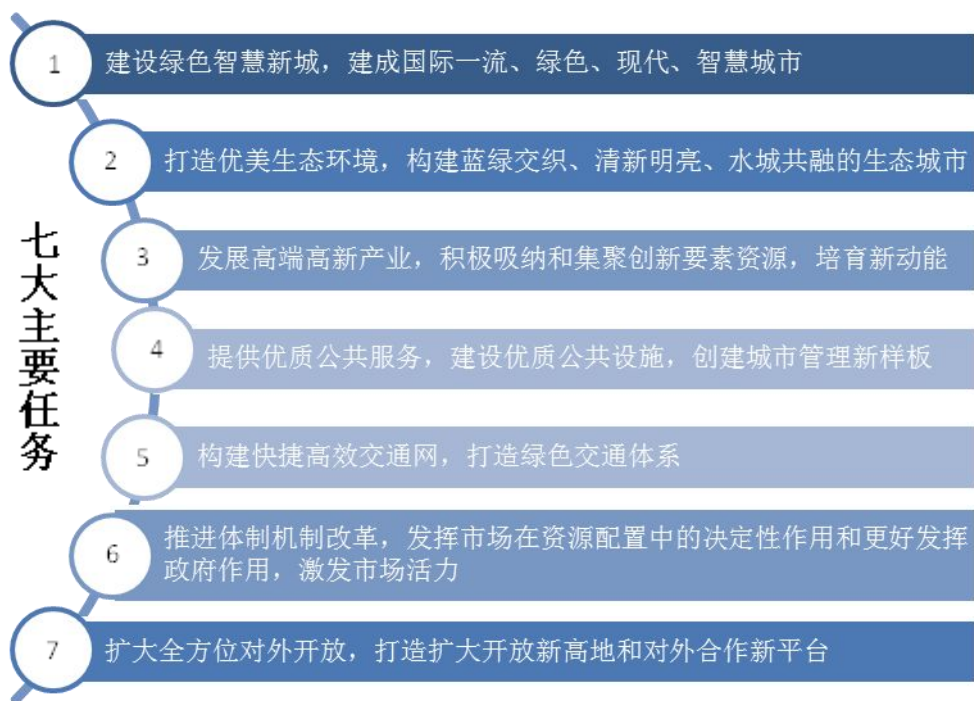 七大主要任务
1
建设绿色智慧新城，建成国际一流、绿色、现代、智慧城市
2
打造优美生态环境，构建蓝绿交织、清新明亮、水城共融的生态城市
3
发展高端高新产业，积极吸纳和集聚创新要素资源，培育新动能
4
提供优质公共服务，建设优质公共设施，创建城市管理新样板
5
构建快捷高效交通网，打造绿色交通体系
6
推进体制机制改革，发挥市场在资源配置中的决定性作用和更好发挥
政府作用，激发市场活力
7
扩大全方位对外开放，打造扩大开放新高地和对外合作新平台